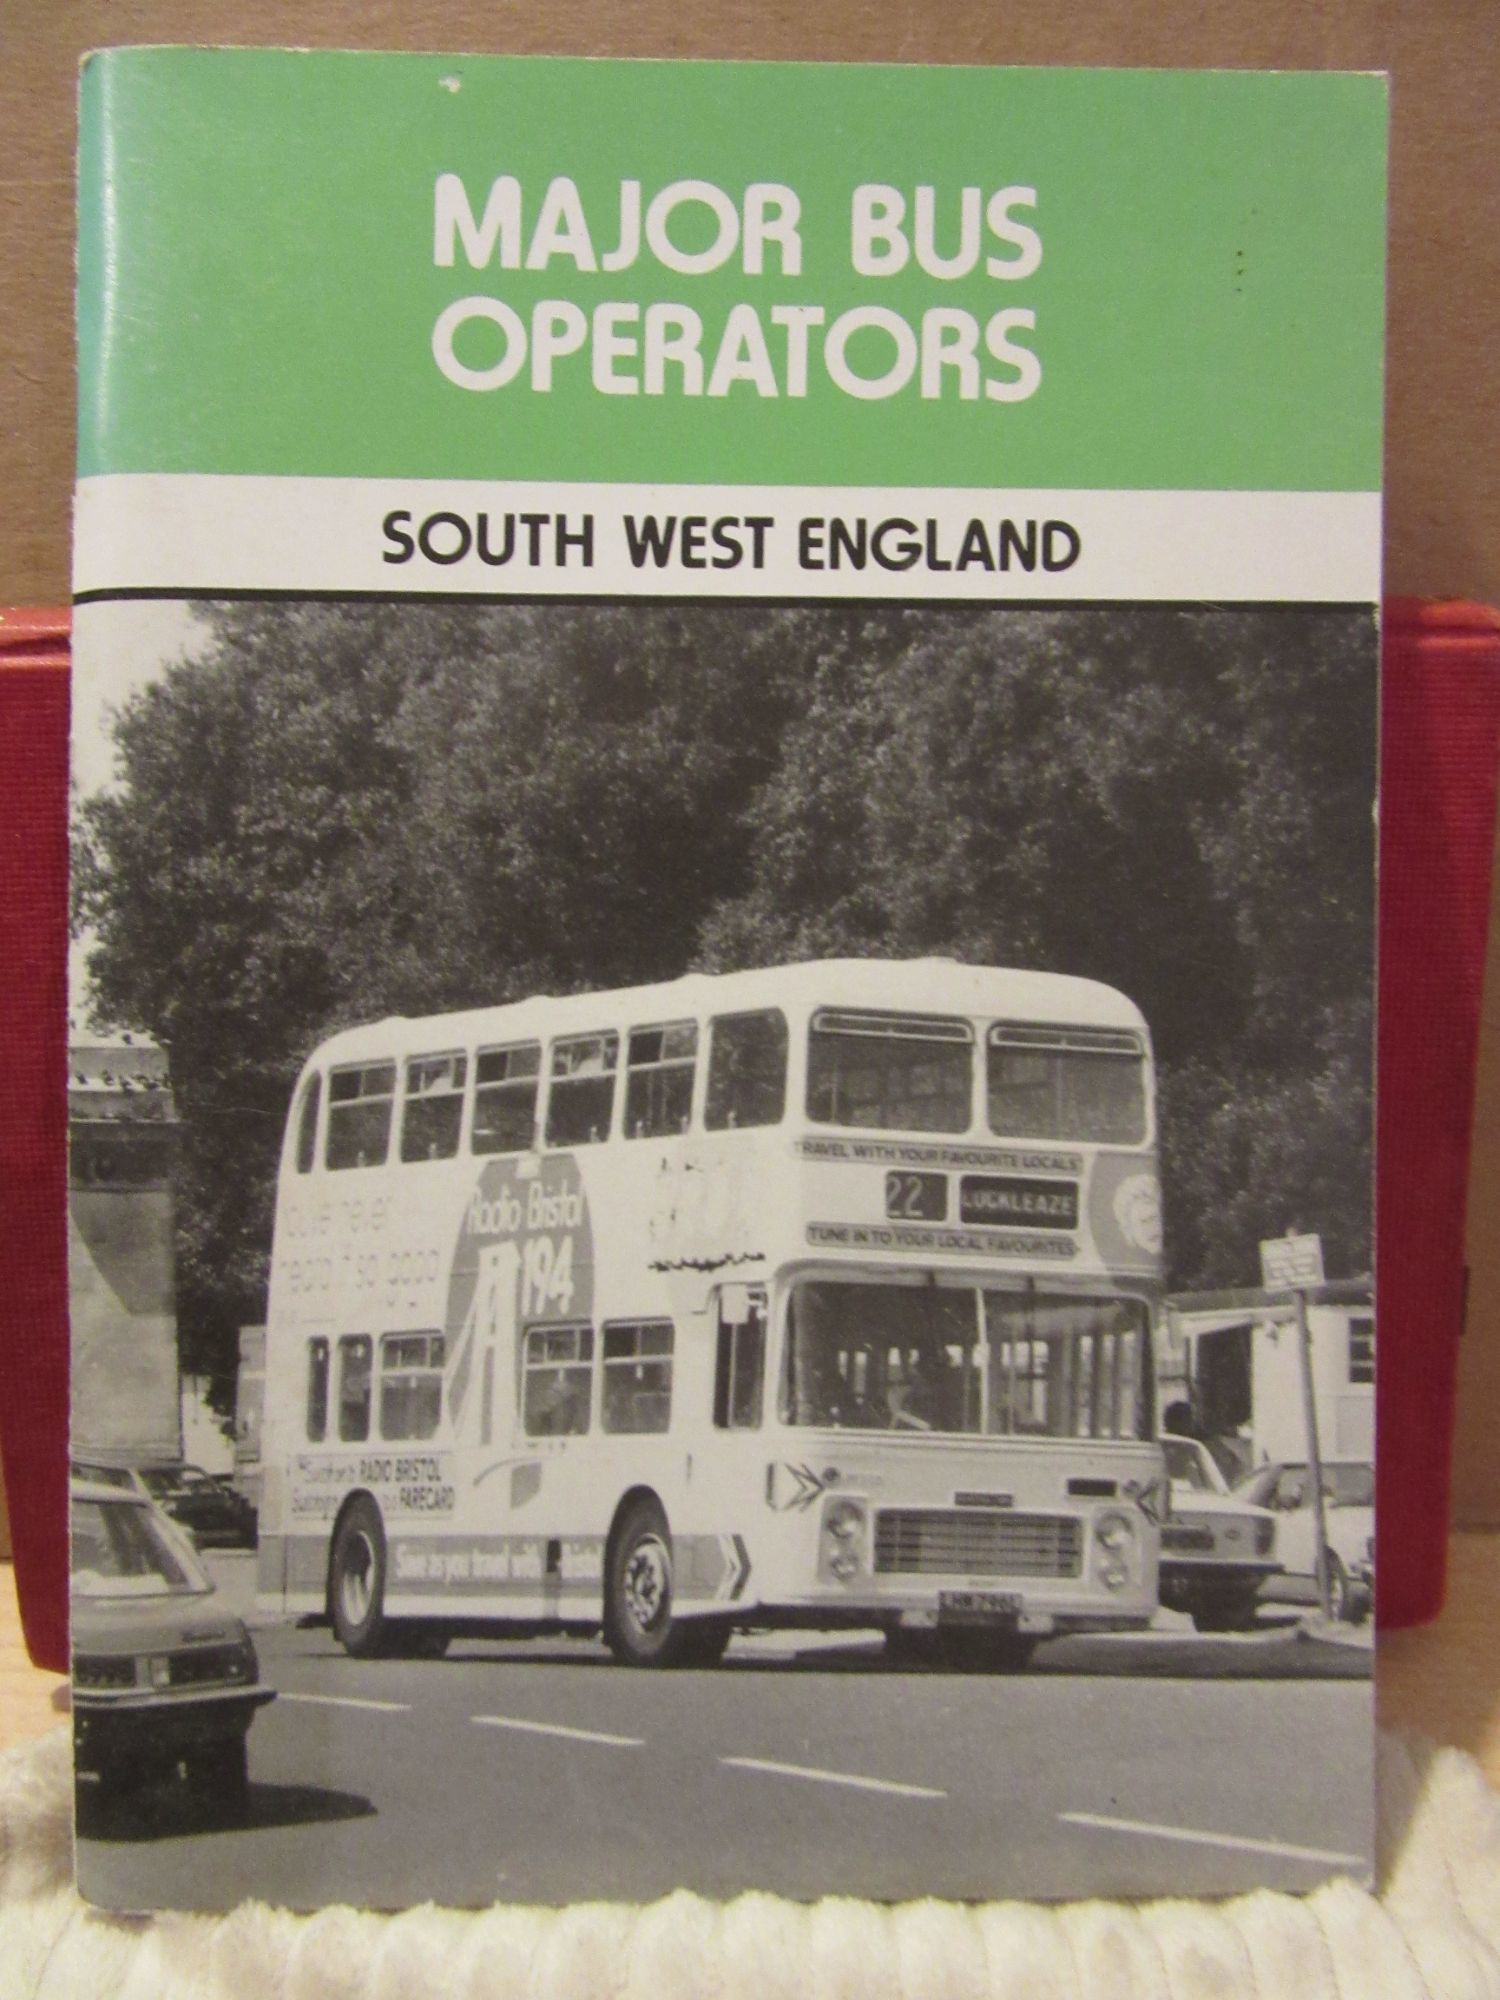 MAJOR BUS
OPERATORS
SOUTH WEST ENGLAND
TRAVEL WITH YOUR FAVOURITE LOCALS
22 LOCKLEAZE
TUNE IN TO YOUR LOCAL FAVOURITES
Radio Bristol
194
RADIO BRISTOL
FARECARD
Save as you travel with Bristol